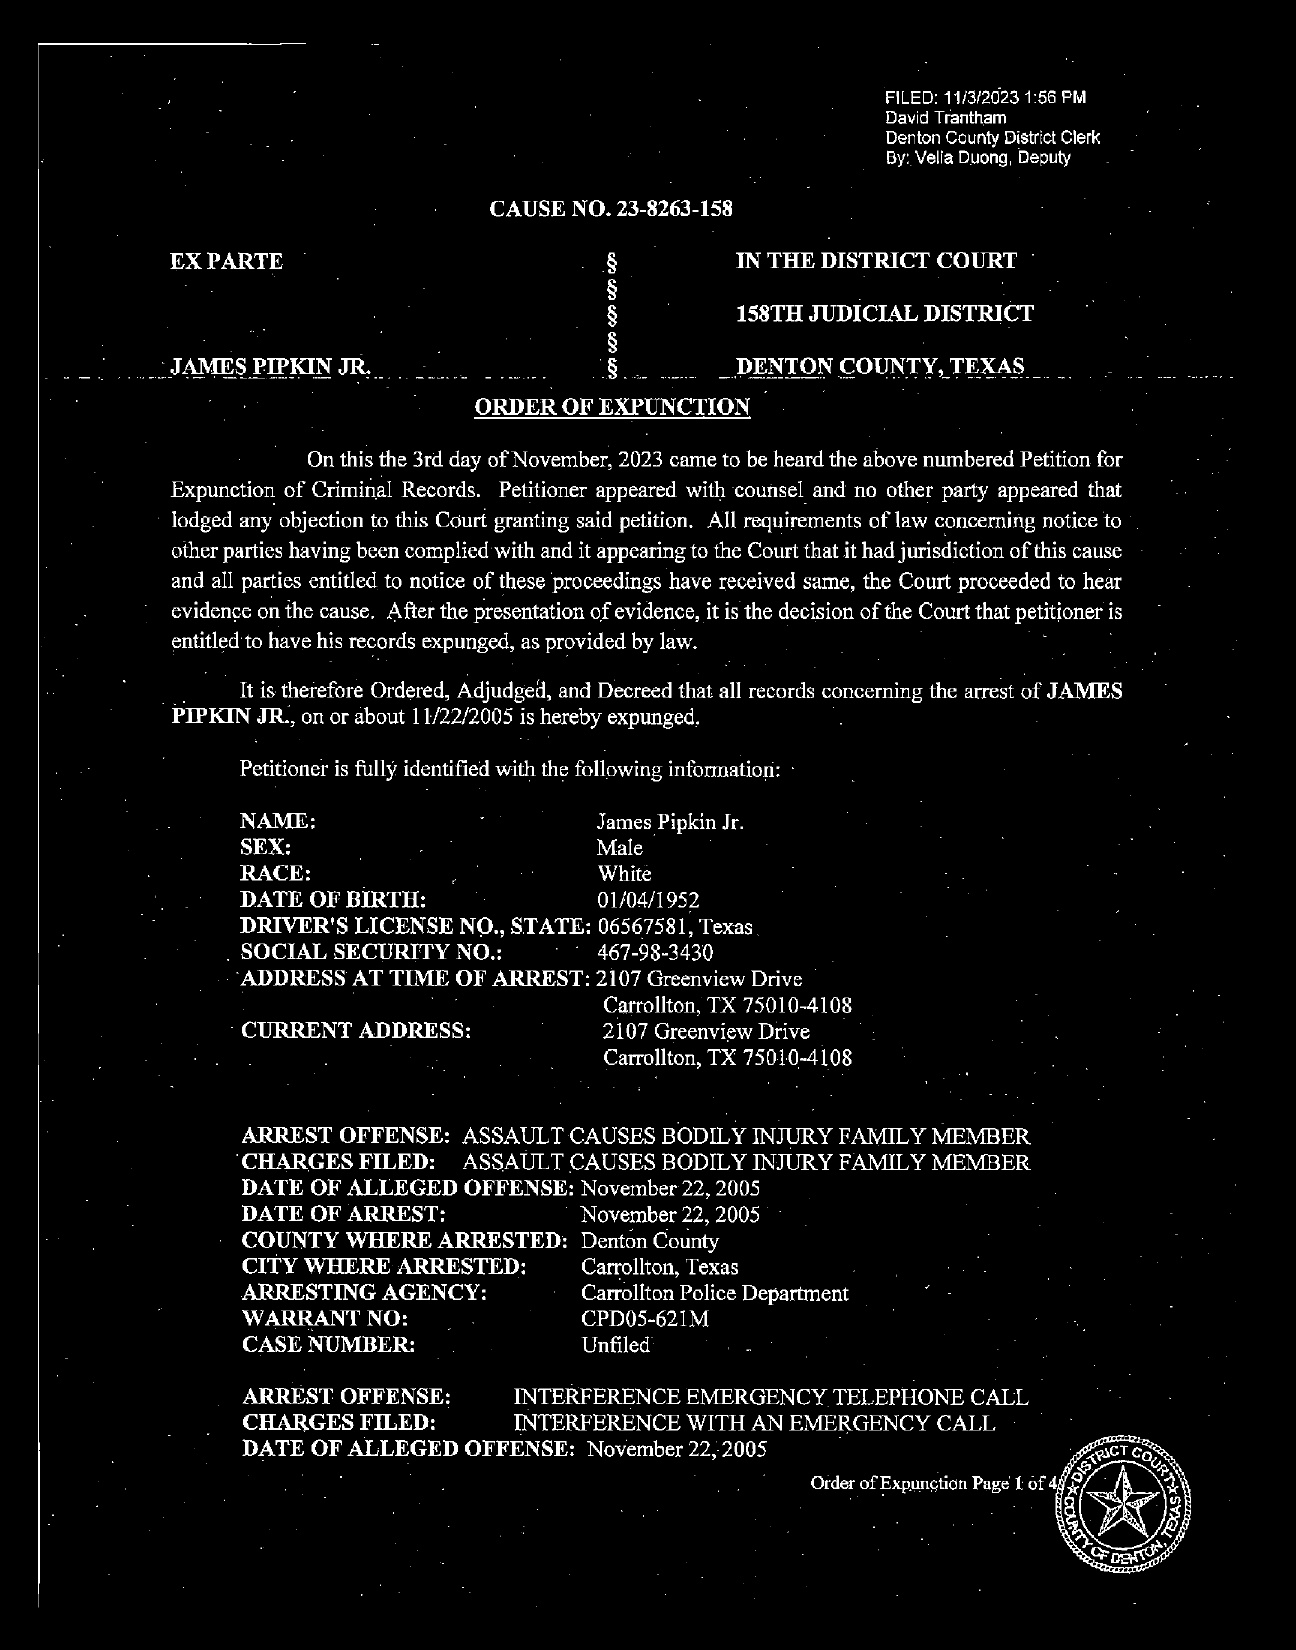 FILED: 11/3/2023 1:56 PM
David Trantham
Denton County District Clerk
By: Velia Duong, Deputy
CAUSE NO. 23-8263-158
EX PARTE § IN THE DISTRICT COURT
§
§ 158TH JUDICIAL DISTRICT
§
JAMES PIPKIN JR. § DENTON COUNTY, TEXAS
ORDER OF EXPUNCTION
On this the 3rd day of November, 2023 came to be heard the above numbered Petition for
Expunction of Criminal Records. Petitioner appeared with counsel and no other party appeared that
lodged any objection to this Court granting said petition. All requirements of law concerning notice to
other parties having been complied with and it appearing to the Court that it had jurisdiction of this cause
and all parties entitled to notice of these proceedings have received same, the Court proceeded to hear
evidence on the cause. After the presentation of evidence, it is the decision of the Court that petitioner is
entitled to have his records expunged, as provided by law.
It is therefore Ordered, Adjudged, and Decreed that all records concerning the arrest of JAMES
PIPKIN JR., on or about 11/22/2005 is hereby expunged.
Petitioner is fully identified with the following information:
NAME: James Pipkin Jr.
SEX: Male
RACE: White
DATE OF BIRTH: 01/04/1952
DRIVER'S LICENSE NO., STATE: 06567581, Texas
SOCIAL SECURITY NO.: 467-98-3430
ADDRESS AT TIME OF ARREST: 2107 Greenview Drive
Carrollton, TX 75010-4108
CURRENT ADDRESS: 2107 Greenview Drive
Carrollton, TX 75010-4108
ARREST OFFENSE: ASSAULT CAUSES BODILY INJURY FAMILY MEMBER
CHARGES FILED: ASSAULT CAUSES BODILY INJURY FAMILY MEMBER
DATE OF ALLEGED OFFENSE: November 22, 2005
DATE OF ARREST: November 22, 2005
COUNTY WHERE ARRESTED: Denton County
CITY WHERE ARRESTED: Carrollton, Texas
ARRESTING AGENCY: Carrollton Police Department
WARRANT NO: CPD05-621M
CASE NUMBER: Unfiled
ARREST OFFENSE: INTERFERENCE EMERGENCY TELEPHONE CALL
CHARGES FILED: INTERFERENCE WITH AN EMERGENCY CALL
DATE OF ALLEGED OFFENSE: November 22, 2005
Order of Expunction Page 1 of 4
DISTRICT COURT
COUNTY OF DENTON, TEXAS